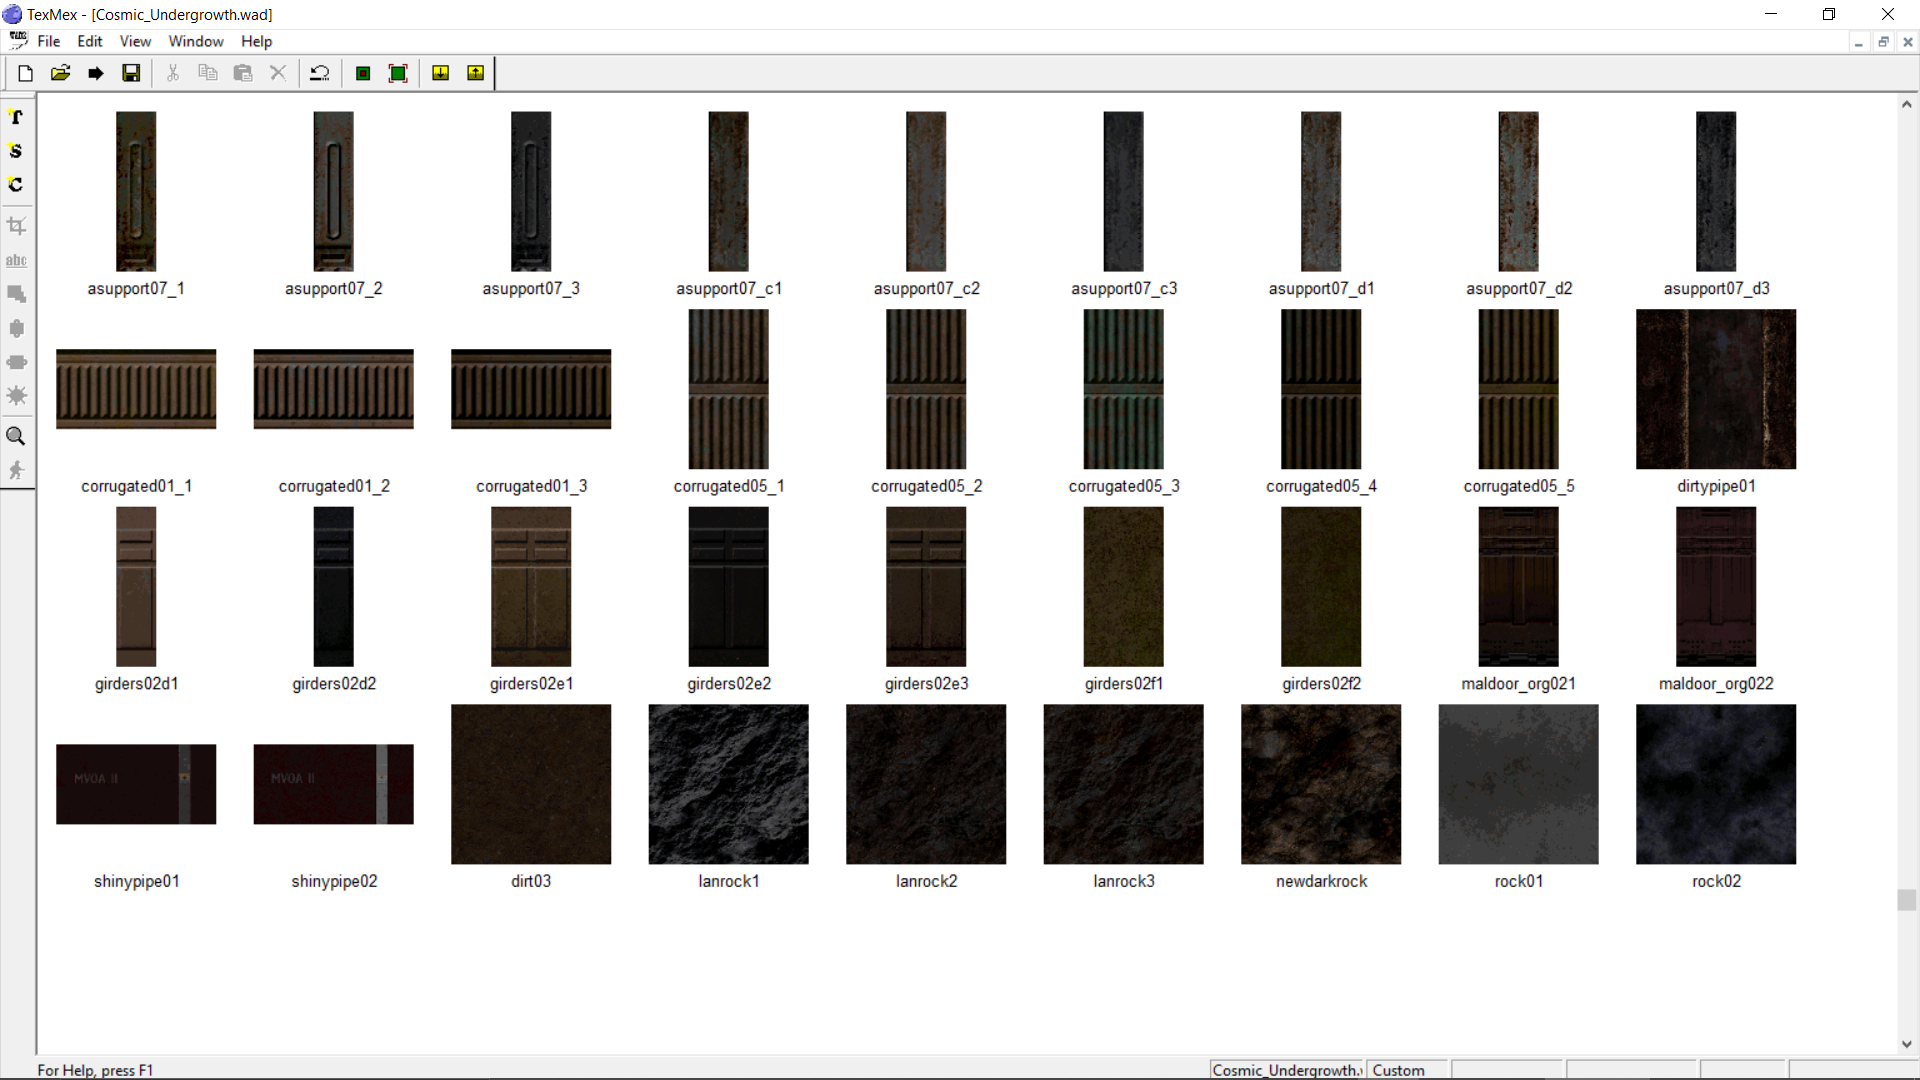 TexMex - [Cosmic_Undergrowth.wad]
File Edit View Window Help
T
S
C
abc
asupport07_1 asupport07_2 asupport07_3 asupport07_c1 asupport07_c2 asupport07_c3 asupport07_d1 asupport07_d2 asupport07_d3
corrugated01_1 corrugated01_2 corrugated01_3 corrugated05_1 corrugated05_2 corrugated05_3 corrugated05_4 corrugated05_5 dirtypipe01
girders02d1 girders02d2 girders02e1 girders02e2 girders02e3 girders02f1 girders02f2 maldoor_org021 maldoor_org022
MVOA II MVOA II
shinypipe01 shinypipe02 dirt03 lanrock1 lanrock2 lanrock3 newdarkrock rock01 rock02
For Help, press F1 Cosmic_Undergrowth. Custom